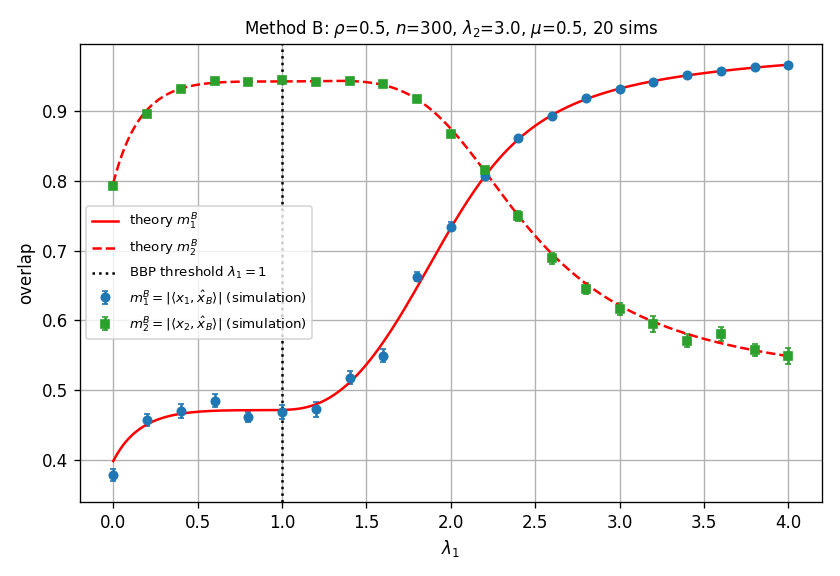 Method B: ρ=0.5, n=300, λ₂=3.0, μ=0.5, 20 sims
overlap
0.9
0.8
0.7
0.6
0.5
0.4
theory m₁ᴮ
theory m₂ᴮ
BBP threshold λ₁ = 1
m₁ᴮ = |⟨x₁, x̂_B⟩| (simulation)
m₂ᴮ = |⟨x₂, x̂_B⟩| (simulation)
0.0 0.5 1.0 1.5 2.0 2.5 3.0 3.5 4.0
λ₁